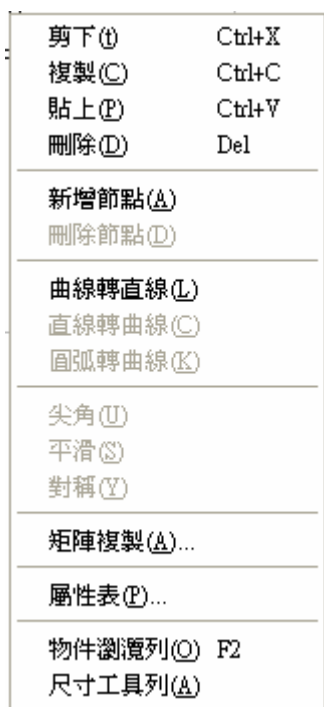 剪下(t) Ctrl+X
複製(C) Ctrl+C
貼上(P) Ctrl+V
刪除(D) Del
新增節點(A)
刪除節點(D)
曲線轉直線(L)
直線轉曲線(C)
圓弧轉曲線(K)
尖角(U)
平滑(S)
對稱(Y)
矩陣複製(A)...
屬性表(P)...
物件瀏灠列(O) F2
尺寸工具列(A)